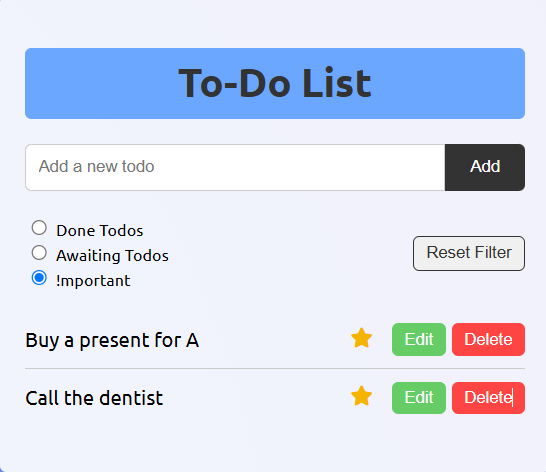 To-Do List
Add a new todo Add
Done Todos
Awaiting Todos
!mportant
Reset Filter
Buy a present for A Edit Delete
Call the dentist Edit Delete